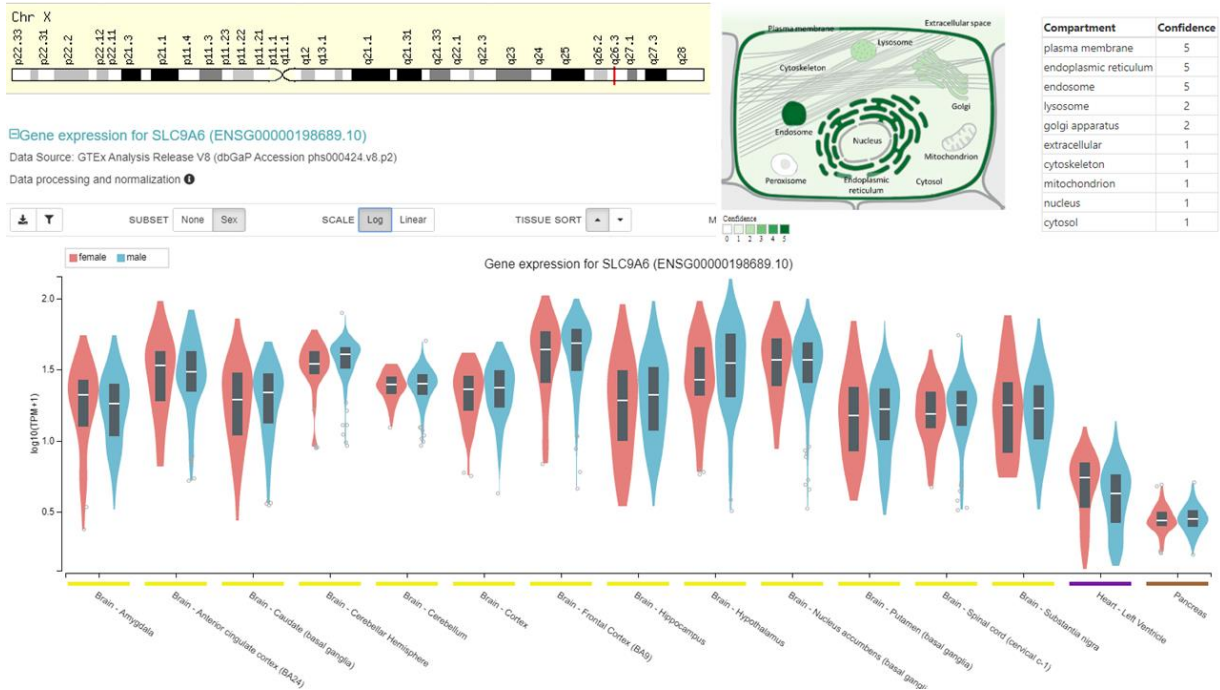 Chr X
p22.33
p22.31
p22.2
p22.12
p22.11
p21.3
p21.1
p11.4
p11.3
p11.23
p11.22
p11.21
p11.1
q11.1
q12
q13.1
q21.1
q21.31
q21.33
q22.1
q22.3
q23
q24
q25
q26.2
q26.3
q27.1
q27.3
q28
Plasma membrane
Extracellular space
Lysosome
Cytoskeleton
Golgi
Endosome
Nucleus
Mitochondrion
Peroxisome
Endoplasmic
reticulum
Cytosol
Confidence
0 1 2 3 4 5
Compartment Confidence
plasma membrane 5
endoplasmic reticulum 5
endosome 5
lysosome 2
golgi apparatus 2
extracellular 1
cytoskeleton 1
mitochondrion 1
nucleus 1
cytosol 1
Gene expression for SLC9A6 (ENSG00000198689.10)
Data Source: GTEx Analysis Release V8 (dbGaP Accession phs000424.v8.p2)
Data processing and normalization
SUBSET None Sex SCALE Log Linear TISSUE SORT M
female male
Gene expression for SLC9A6 (ENSG00000198689.10)
log10(TPM+1)
2.0
1.5
1.0
0.5
Brain - Amygdala
Brain - Anterior cingulate cortex (BA24)
Brain - Caudate (basal ganglia)
Brain - Cerebellar Hemisphere
Brain - Cerebellum
Brain - Cortex
Brain - Frontal Cortex (BA9)
Brain - Hippocampus
Brain - Hypothalamus
Brain - Nucleus accumbens (basal gangli
Brain - Putamen (basal ganglia)
Brain - Spinal cord (cervical c-1)
Brain - Substantia nigra
Heart - Left Ventricle
Pancreas